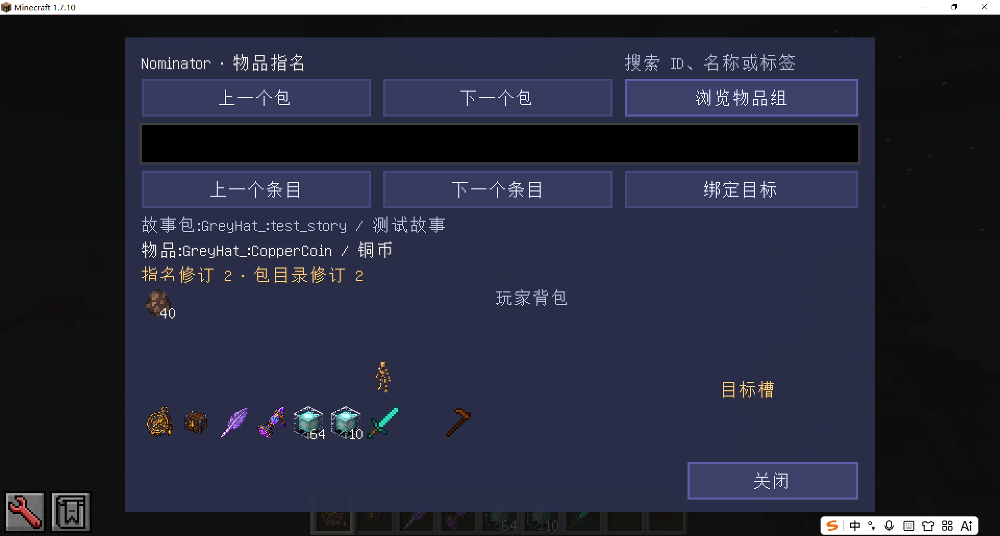 Minecraft 1.7.10
Nominator · 物品指名
搜索 ID、名称或标签
上一个包
下一个包
浏览物品组
上一个条目
下一个条目
绑定目标
故事包:GreyHat_:test_story / 测试故事
物品:GreyHat_:CopperCoin / 铜币
指名修订 2 · 包目录修订 2
玩家背包
40
目标槽
64
10
关闭
64
10
中